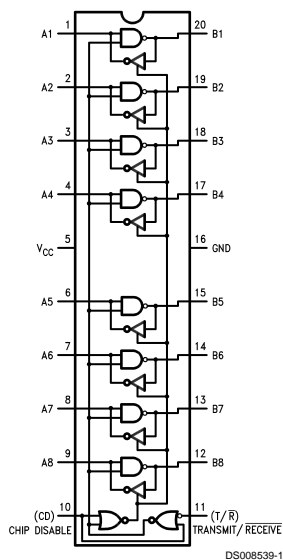 A1 1 20 B1
A2 2 19 B2
A3 3 18 B3
A4 4 17 B4
VCC 5 16 GND
A5 6 15 B5
A6 7 14 B6
A7 8 13 B7
A8 9 12 B8
(CD) 10 11 (T/R̅)
CHIP DISABLE TRANSMIT/R̅E̅C̅E̅I̅V̅E̅
DS008539-1